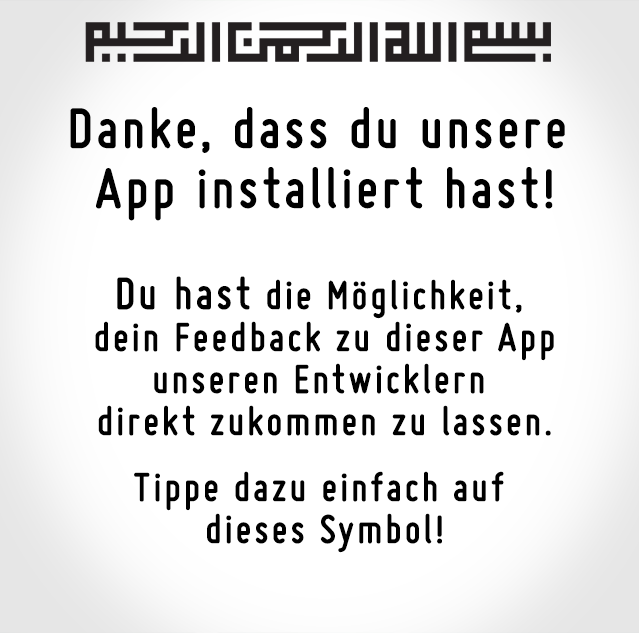 بسم الله الرحمن الرحيم
Danke, dass du unsere
App installiert hast!
Du hast die Möglichkeit,
dein Feedback zu dieser App
unseren Entwicklern
direkt zukommen zu lassen.
Tippe dazu einfach auf
dieses Symbol!